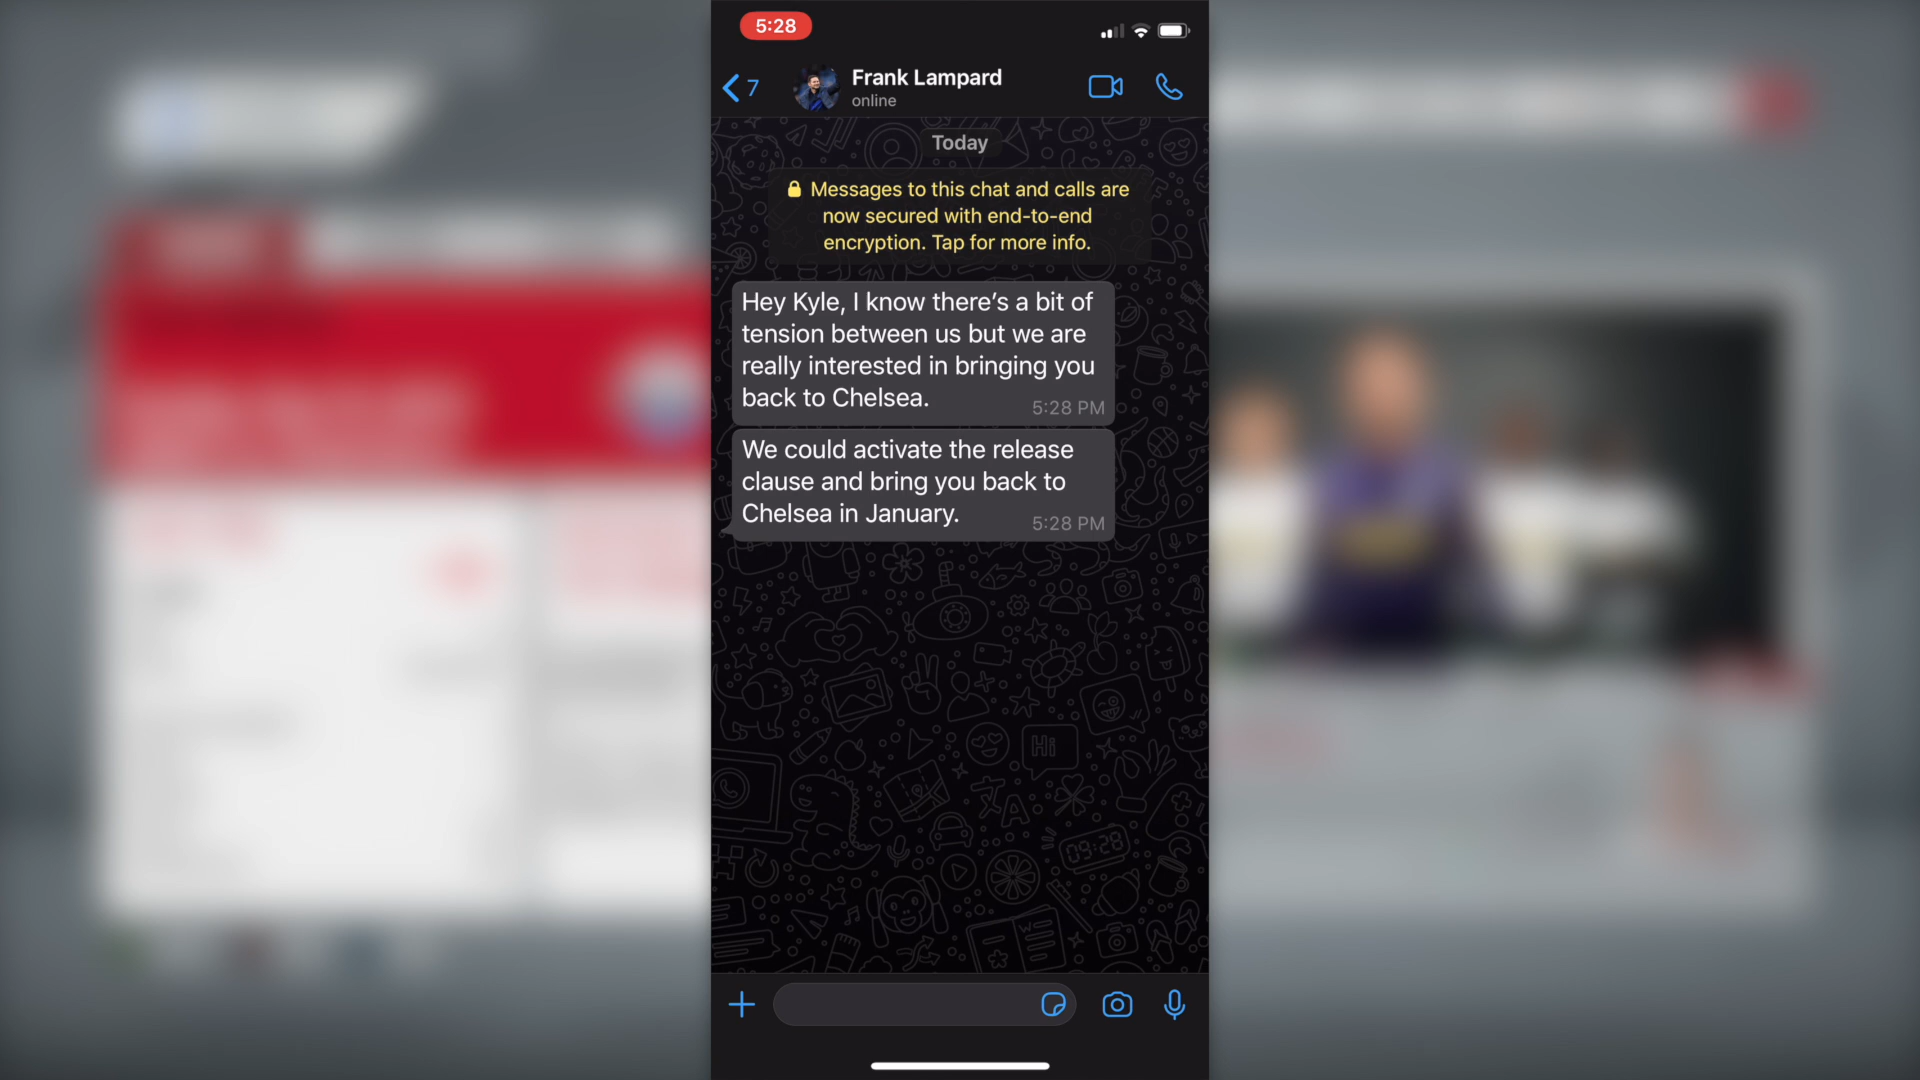 5:28
7
Frank Lampard
online
Today
Messages to this chat and calls are
now secured with end-to-end
encryption. Tap for more info.
Hey Kyle, I know there’s a bit of
tension between us but we are
really interested in bringing you
back to Chelsea.
5:28 PM
We could activate the release
clause and bring you back to
Chelsea in January.
5:28 PM
Hi
09:28